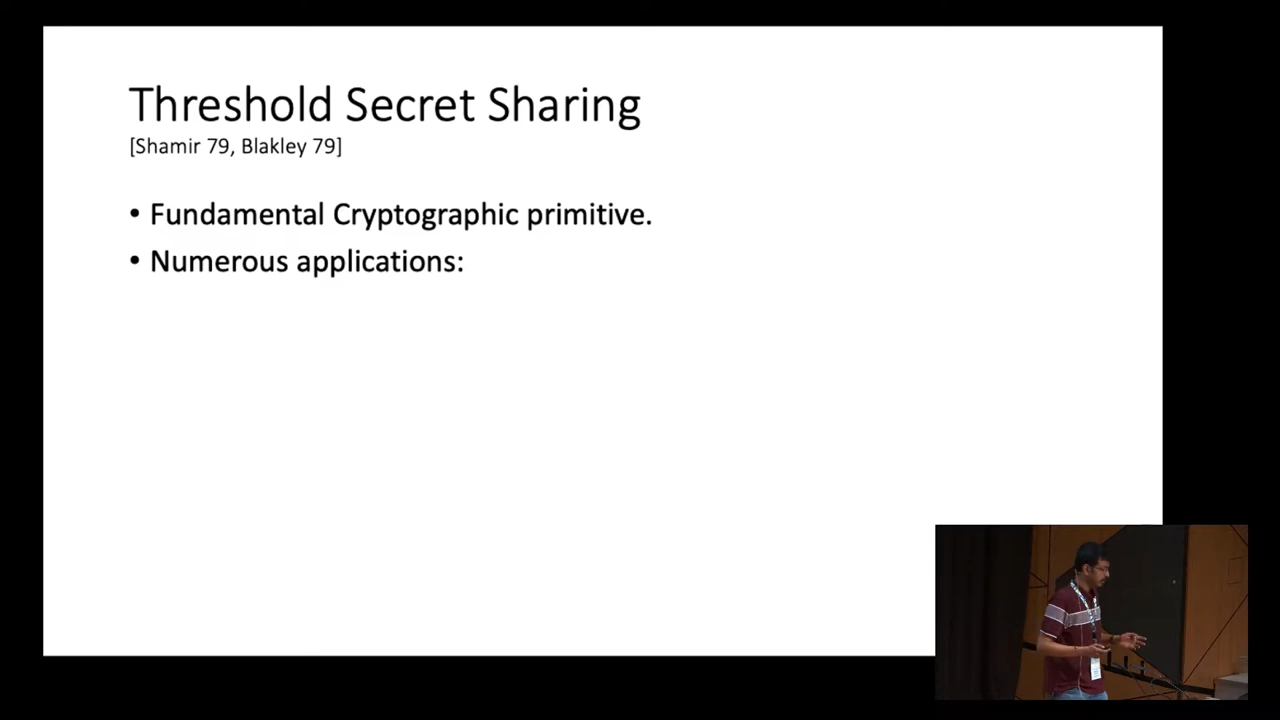 Threshold Secret Sharing
[Shamir 79, Blakley 79]
• Fundamental Cryptographic primitive.
• Numerous applications: